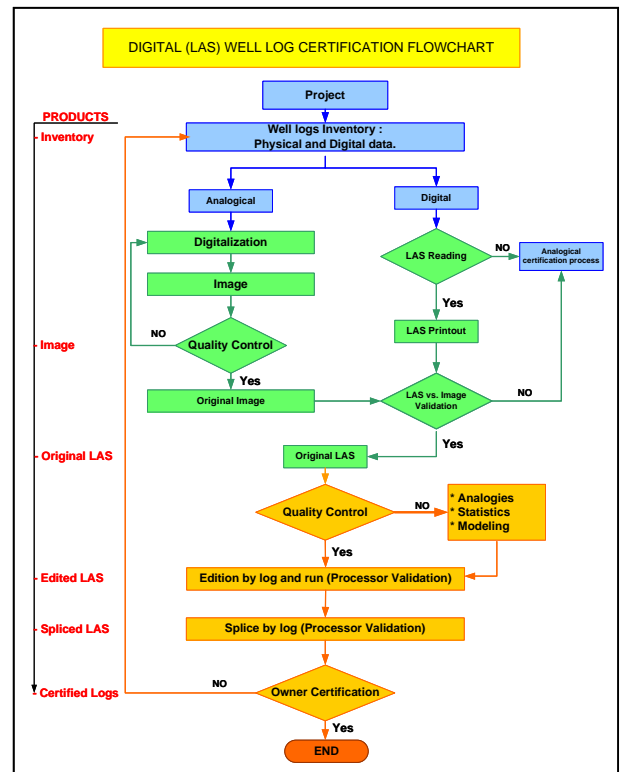 DIGITAL (LAS) WELL LOG CERTIFICATION FLOWCHART
Project
PRODUCTS
- Inventory
Well logs Inventory :
Physical and Digital data.
Analogical
Digital
Digitalization
LAS Reading
NO
Analogical
certification process
Image
Yes
LAS Printout
- Image
NO
Quality Control
Yes
Original Image
LAS vs. Image
Validation
NO
Yes
- Original LAS
Original LAS
Quality Control
NO
* Analogies
* Statistics
* Modeling
Yes
- Edited LAS
Edition by log and run (Processor Validation)
- Spliced LAS
Splice by log (Processor Validation)
- Certified Logs
NO
Owner Certification
Yes
END